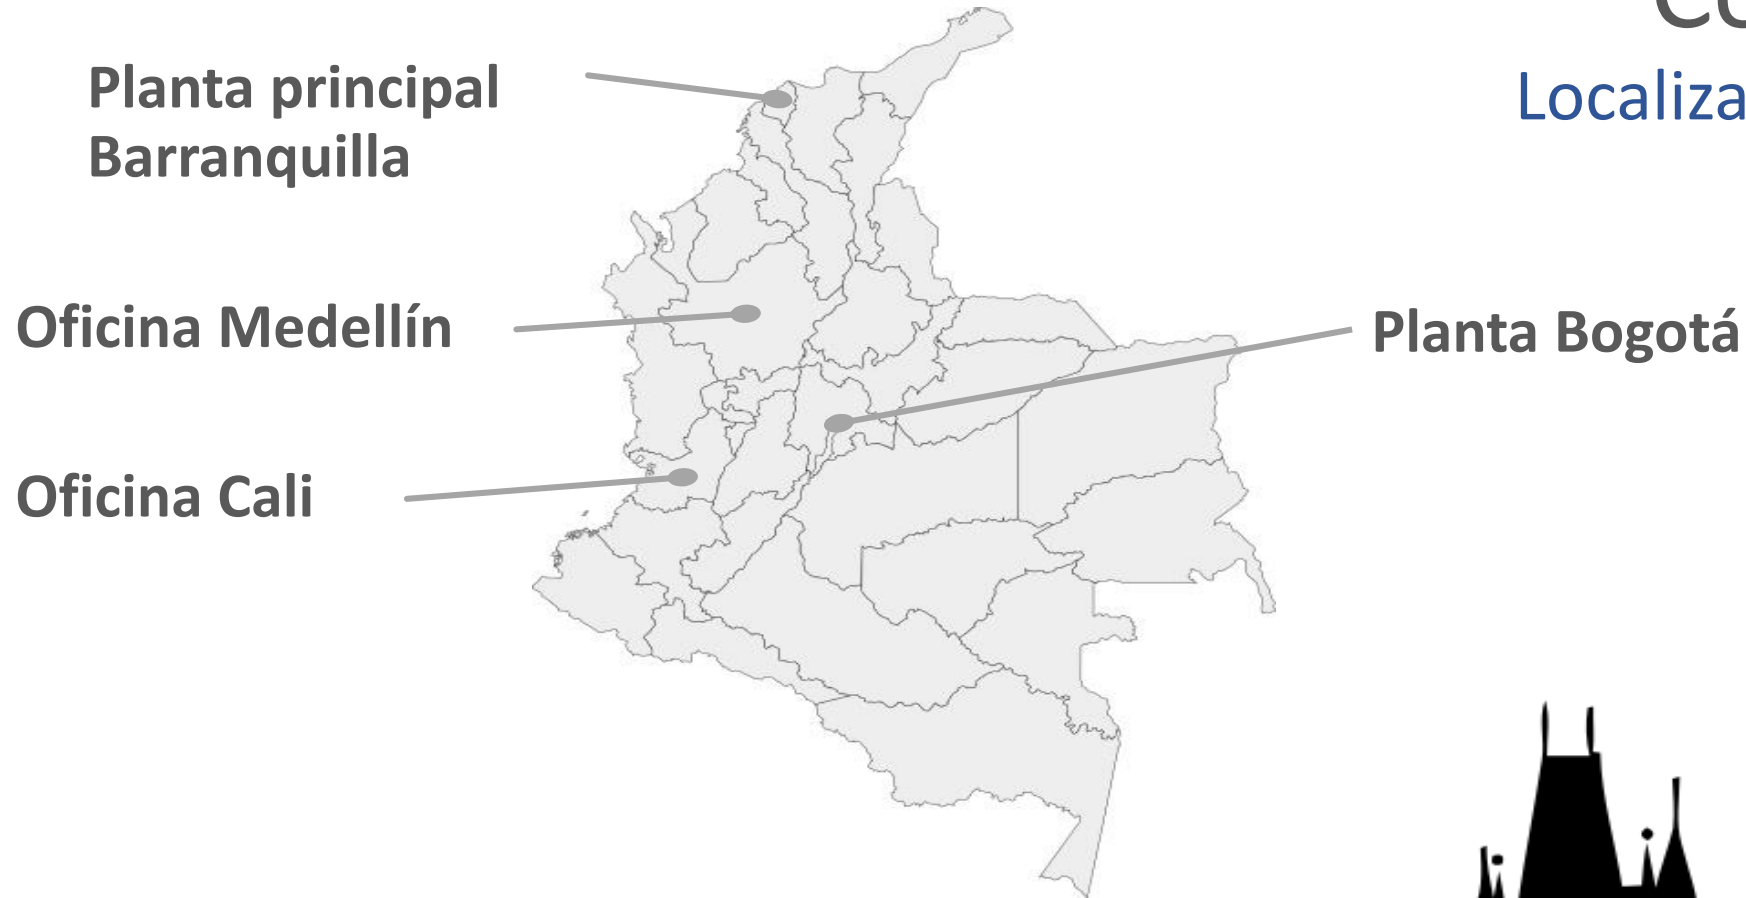 Localiza
Planta principal
Barranquilla
Oficina Medellín
Planta Bogotá
Oficina Cali